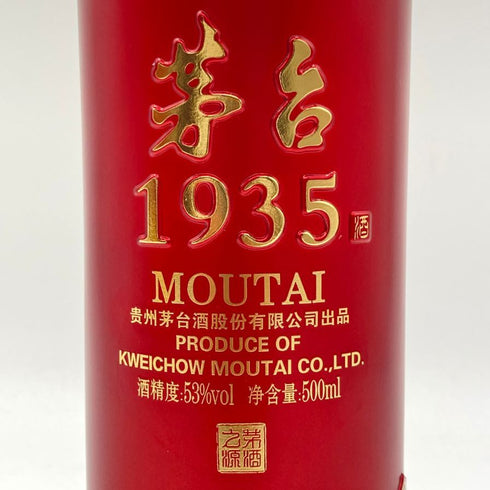 茅台
1935 酒
MOUTAI
贵州茅台酒股份有限公司出品
PRODUCE OF
KWEICHOW MOUTAI CO.,LTD.
酒精度:53%vol 净含量:500ml
茅酒
之源